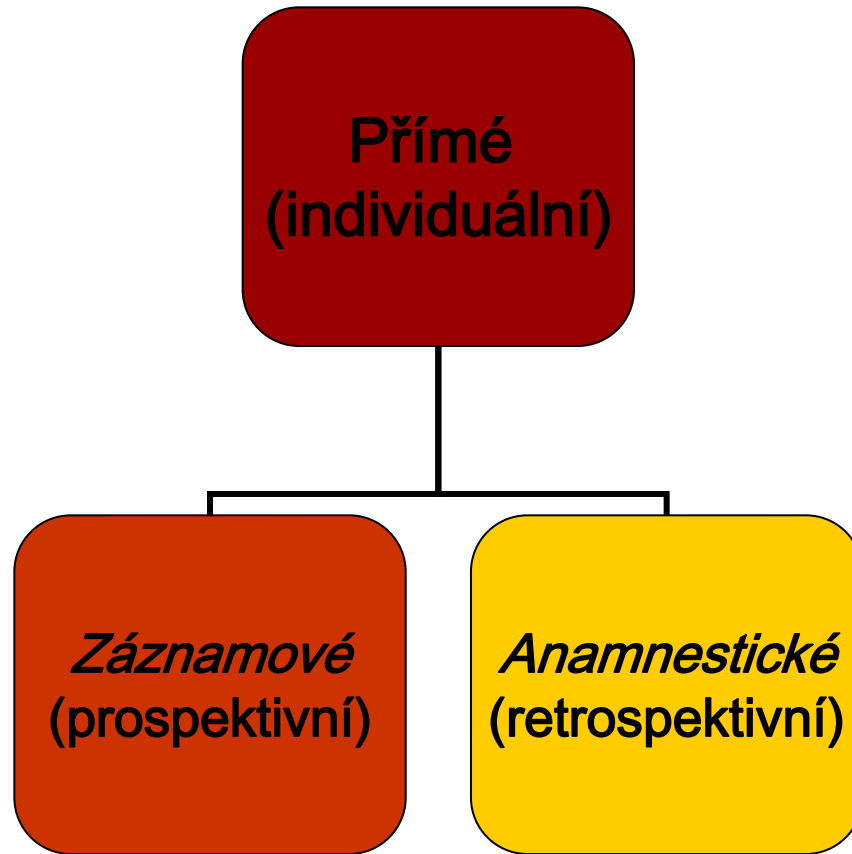 Přímé
(individuální)
Záznamové
(prospektivní)
Anamnestické
(retrospektivní)